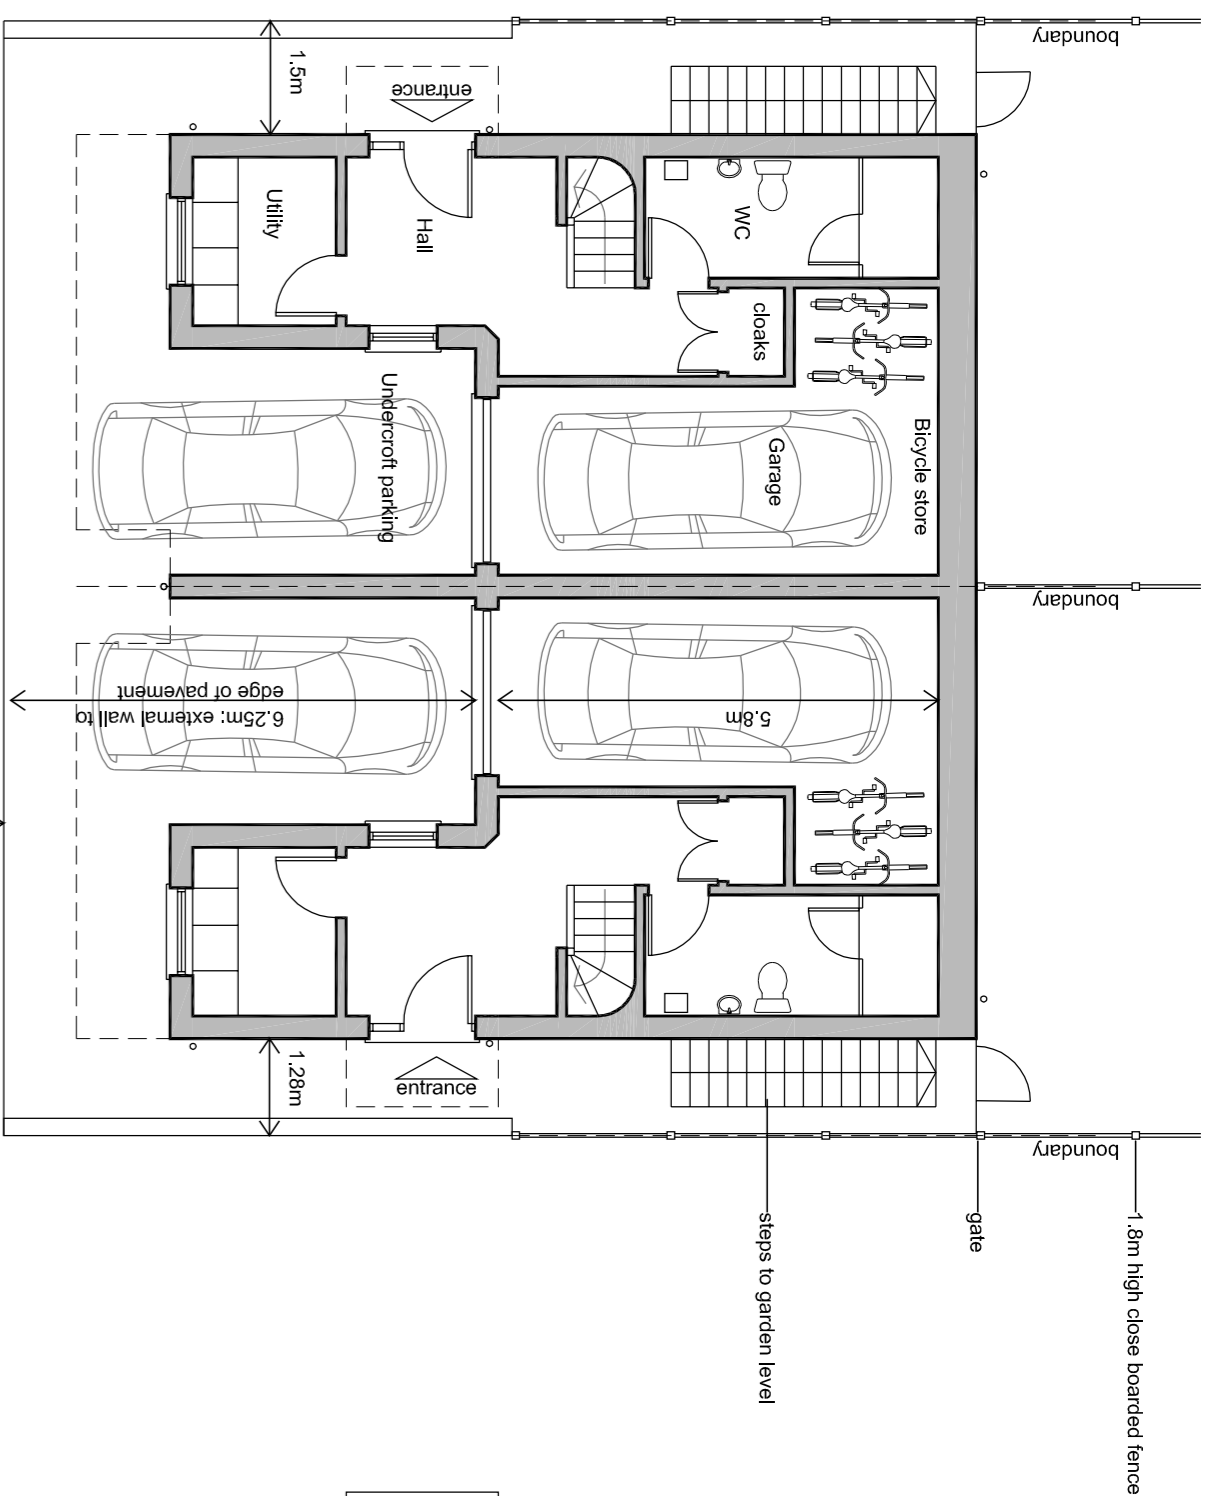 boundary
1.5m
entrance
Utility
Hall
WC
cloaks
Undercroft parking
Garage
Bicycle store
boundary
6.25m: external wall to
edge of pavement
5.8m
1.28m
entrance
boundary
steps to garden level
gate
1.8m high close boarded fence